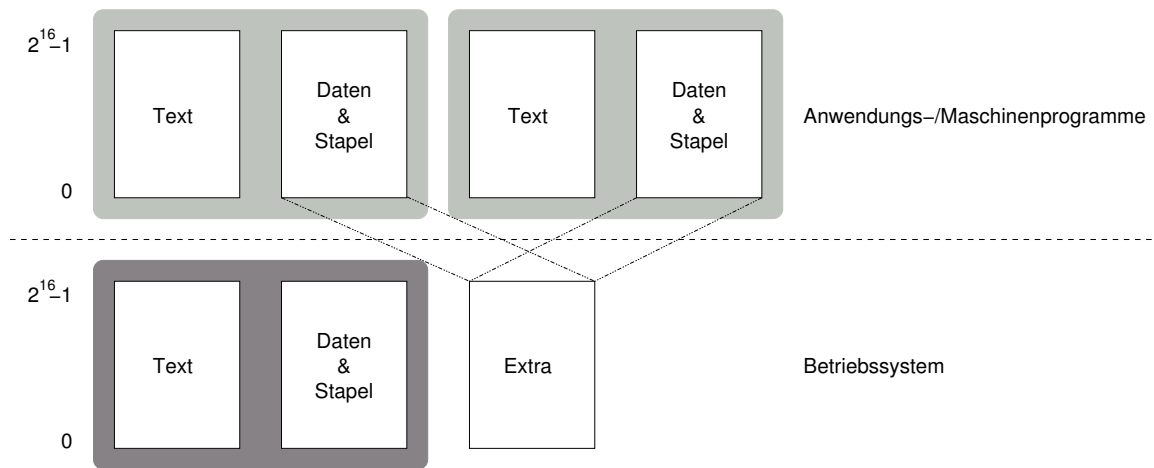 2^16–1
Text
Daten
&
Stapel
Text
Daten
&
Stapel
Anwendungs–/Maschinenprogramme
0
2^16–1
Text
Daten
&
Stapel
Extra
Betriebssystem
0